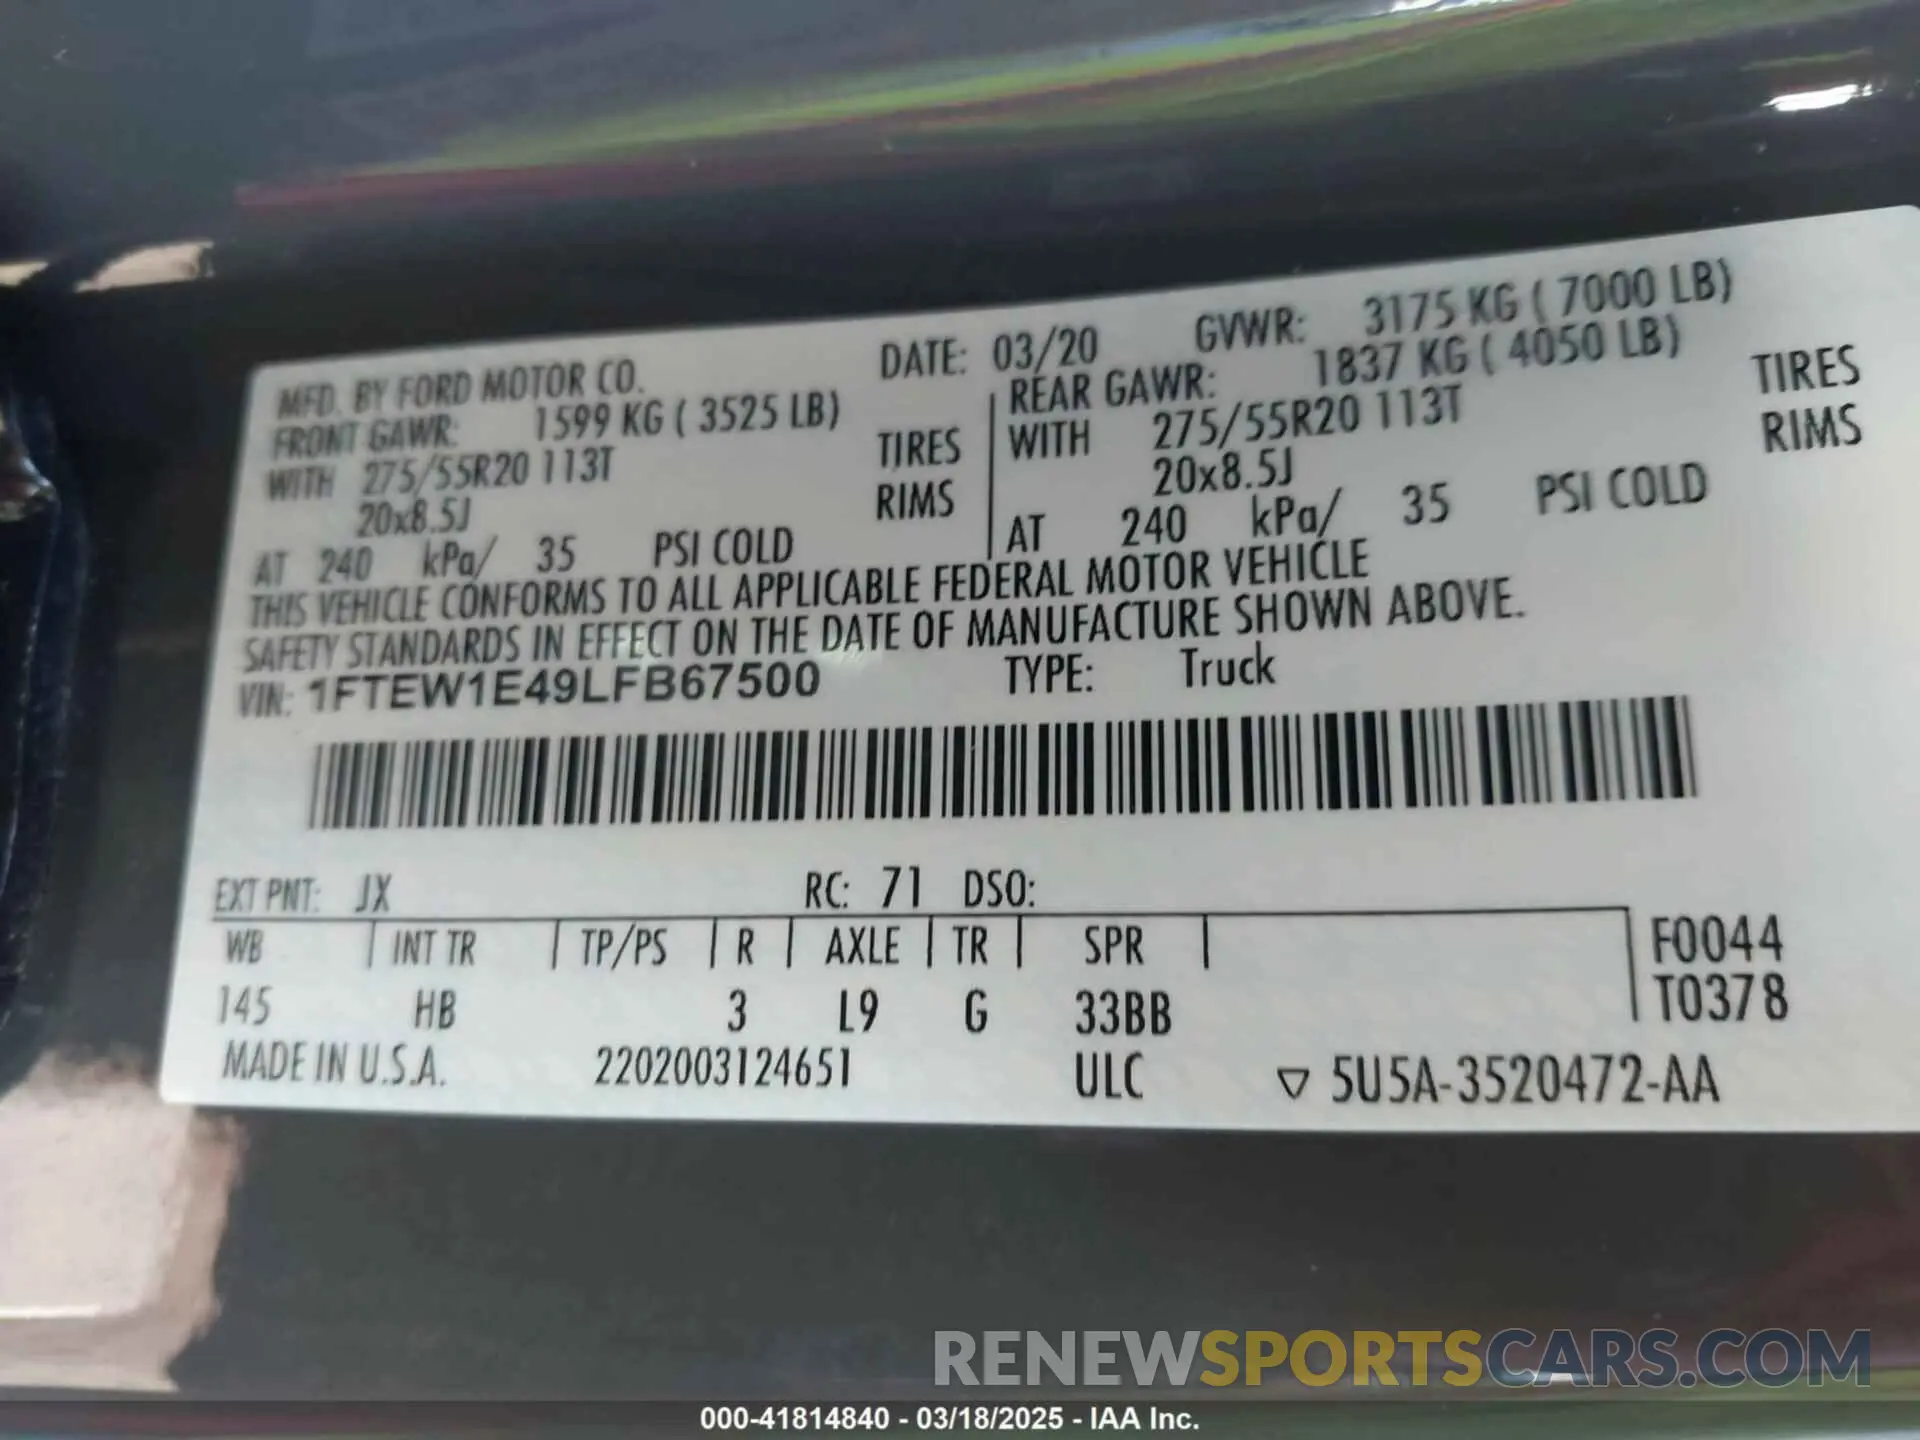 MFD. BY FORD MOTOR CO. DATE: 03/20 GVWR: 3175 KG ( 7000 LB)
FRONT GAWR: 1599 KG ( 3525 LB)
WITH 275/55R20 113T TIRES
20x8.5J RIMS
AT 240 kPa/ 35 PSI COLD
REAR GAWR: 1837 KG ( 4050 LB)
WITH 275/55R20 113T TIRES
20x8.5J RIMS
AT 240 kPa/ 35 PSI COLD
THIS VEHICLE CONFORMS TO ALL APPLICABLE FEDERAL MOTOR VEHICLE
SAFETY STANDARDS IN EFFECT ON THE DATE OF MANUFACTURE SHOWN ABOVE.
VIN: 1FTEW1E49LFB67500 TYPE: Truck
EXT PNT: JX RC: 71 DSO:
WB | INT TR | TP/PS | R | AXLE | TR | SPR | F0044
145 HB 3 L9 G 33BB T0378
MADE IN U.S.A. 2202003124651 ULC ▽ 5U5A-3520472-AA
RENEWSPORTSCARS.COM
000-41814840 - 03/18/2025 - IAA Inc.